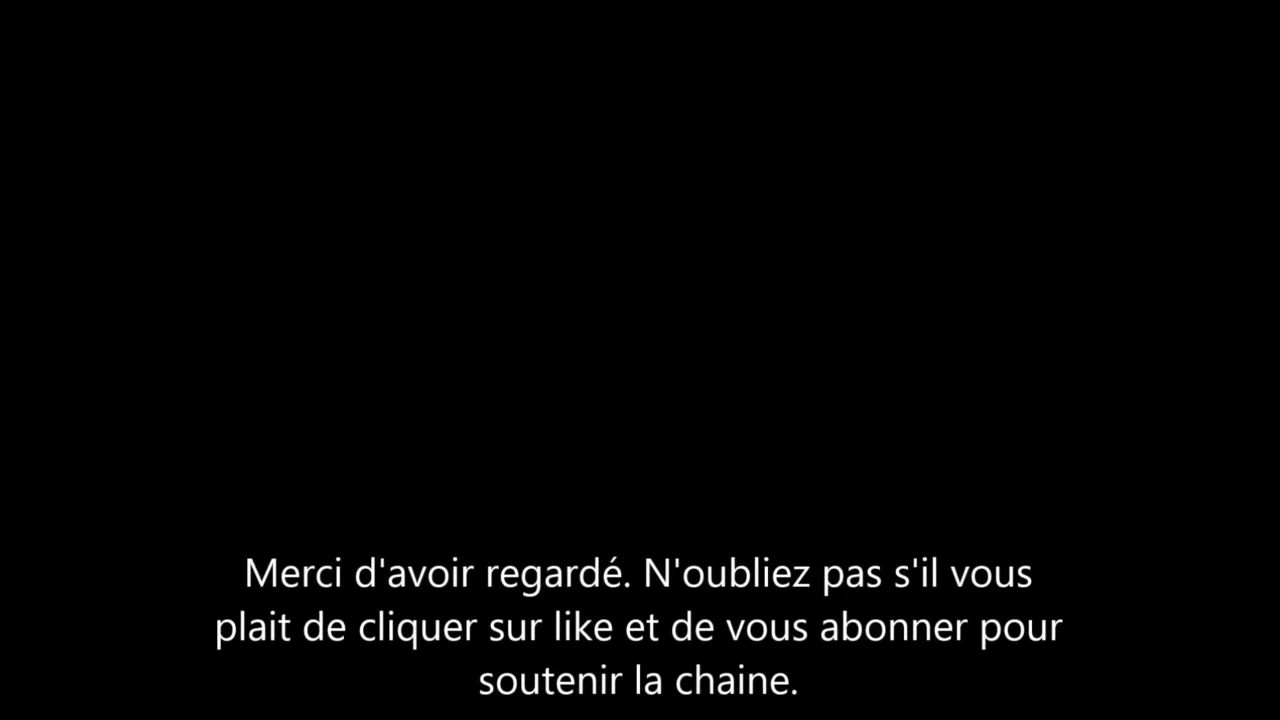 Merci d'avoir regardé. N'oubliez pas s'il vous
plait de cliquer sur like et de vous abonner pour
soutenir la chaine.